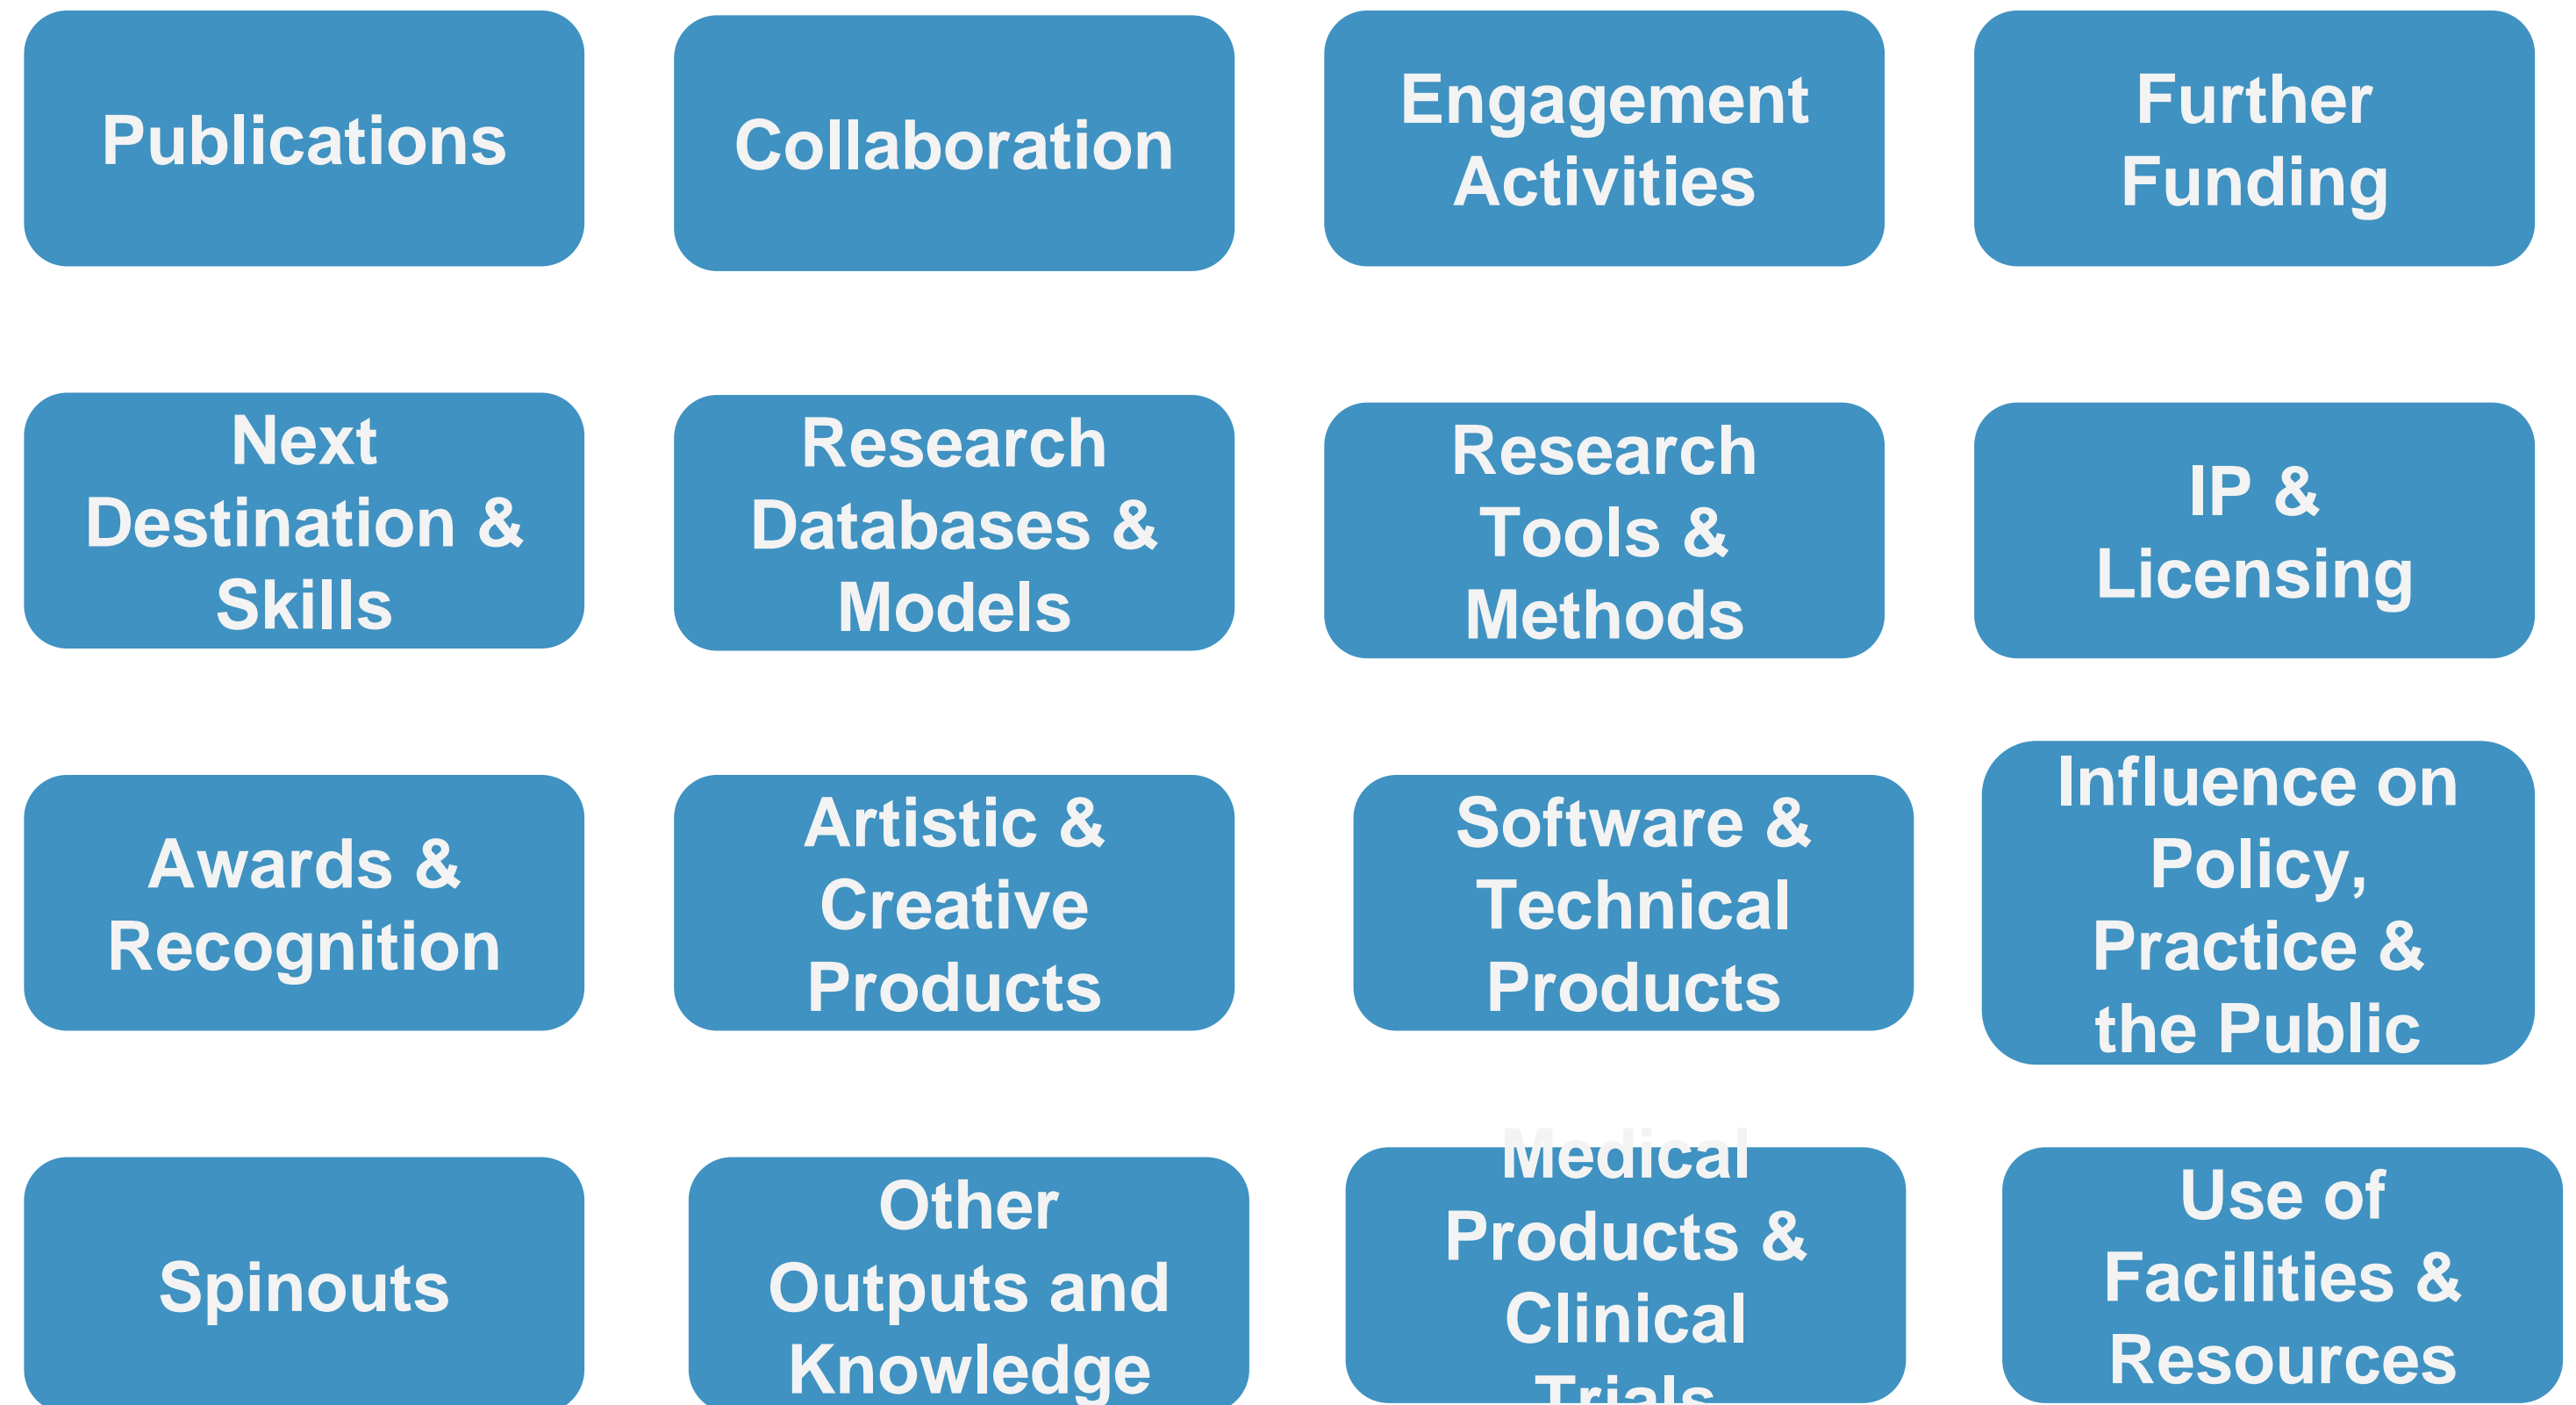 Publications
Collaboration
Engagement
Activities
Further
Funding
Next
Destination &
Skills
Research
Databases &
Models
Research
Tools &
Methods
IP &
Licensing
Awards &
Recognition
Artistic &
Creative
Products
Software &
Technical
Products
Influence on
Policy,
Practice &
the Public
Spinouts
Other
Outputs and
Knowledge
Medical
Products &
Clinical
Trials
Use of
Facilities &
Resources